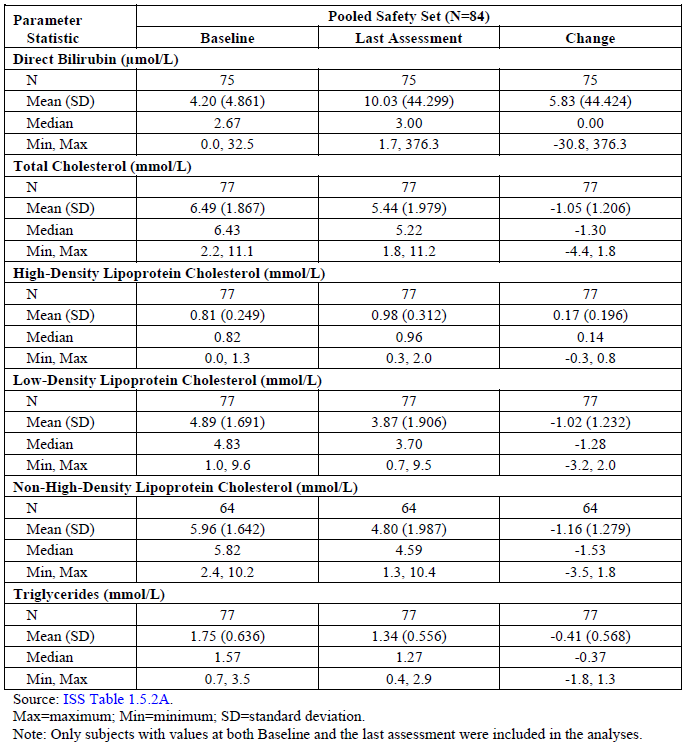 Parameter Pooled Safety Set (N=84)
Statistic Baseline Last Assessment Change
Direct Bilirubin (µmol/L)
N 75 75 75
Mean (SD) 4.20 (4.861) 10.03 (44.299) 5.83 (44.424)
Median 2.67 3.00 0.00
Min, Max 0.0, 32.5 1.7, 376.3 -30.8, 376.3
Total Cholesterol (mmol/L)
N 77 77 77
Mean (SD) 6.49 (1.867) 5.44 (1.979) -1.05 (1.206)
Median 6.43 5.22 -1.30
Min, Max 2.2, 11.1 1.8, 11.2 -4.4, 1.8
High-Density Lipoprotein Cholesterol (mmol/L)
N 77 77 77
Mean (SD) 0.81 (0.249) 0.98 (0.312) 0.17 (0.196)
Median 0.82 0.96 0.14
Min, Max 0.0, 1.3 0.3, 2.0 -0.3, 0.8
Low-Density Lipoprotein Cholesterol (mmol/L)
N 77 77 77
Mean (SD) 4.89 (1.691) 3.87 (1.906) -1.02 (1.232)
Median 4.83 3.70 -1.28
Min, Max 1.0, 9.6 0.7, 9.5 -3.2, 2.0
Non-High-Density Lipoprotein Cholesterol (mmol/L)
N 64 64 64
Mean (SD) 5.96 (1.642) 4.80 (1.987) -1.16 (1.279)
Median 5.82 4.59 -1.53
Min, Max 2.4, 10.2 1.3, 10.4 -3.5, 1.8
Triglycerides (mmol/L)
N 77 77 77
Mean (SD) 1.75 (0.636) 1.34 (0.556) -0.41 (0.568)
Median 1.57 1.27 -0.37
Min, Max 0.7, 3.5 0.4, 2.9 -1.8, 1.3
Source: ISS Table 1.5.2A.
Max=maximum; Min=minimum; SD=standard deviation.
Note: Only subjects with values at both Baseline and the last assessment were included in the analyses.